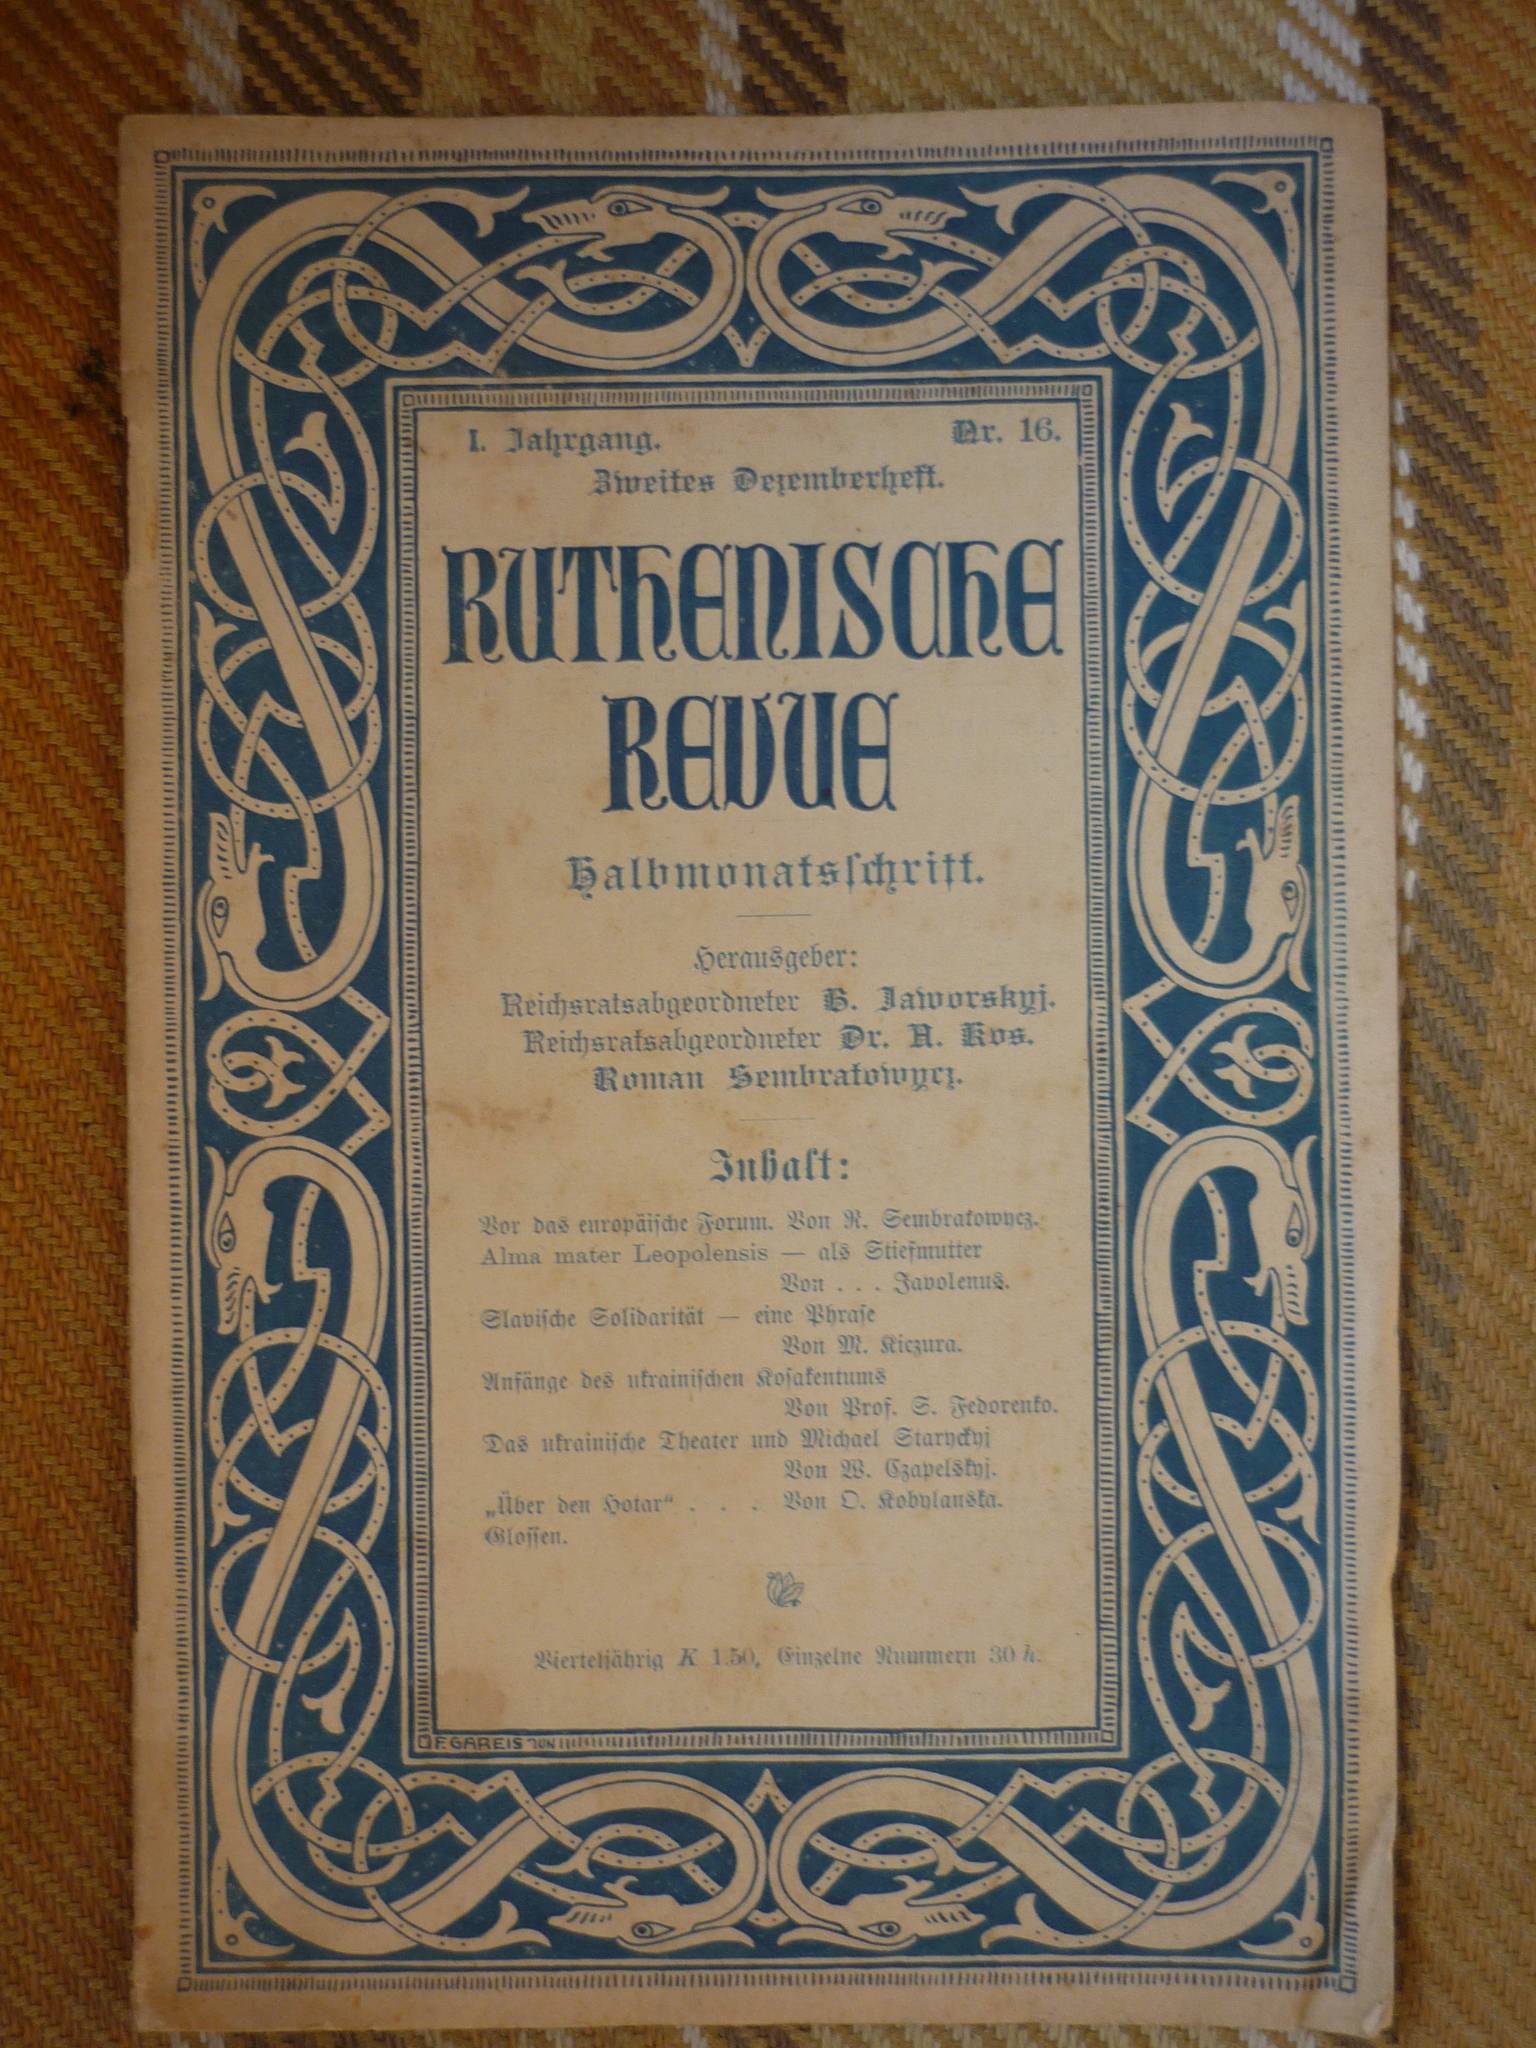 I. Jahrgang. Nr. 16.
Zweites Dezemberheft.
RUTHENISCHE
REVUE
Halbmonatsschrift.
Herausgeber:
Reichsratsabgeordneter B. Jaworskyj.
Reichsratsabgeordneter Dr. A. Kos.
Roman Sembratowycz.
Inhalt:
Vor das europäische Forum. Von R. Sembratowycz.
Alma mater Leopolensis — als Stiefmutter
Von . . . Javolenus.
Slavische Solidarität — eine Phrase
Von M. Kiczura.
Anfänge des ukrainischen Kosakentums
Von Prof. S. Fedorenko.
Das ukrainische Theater und Michael Staryckyj
Von W. Czapelskyj.
„Über den Hotar“ . . . Von O. Kobylanska.
Glossen.
Vierteljährig K 1.50, Einzelne Nummern 30 h.
F. GAREIS JUN